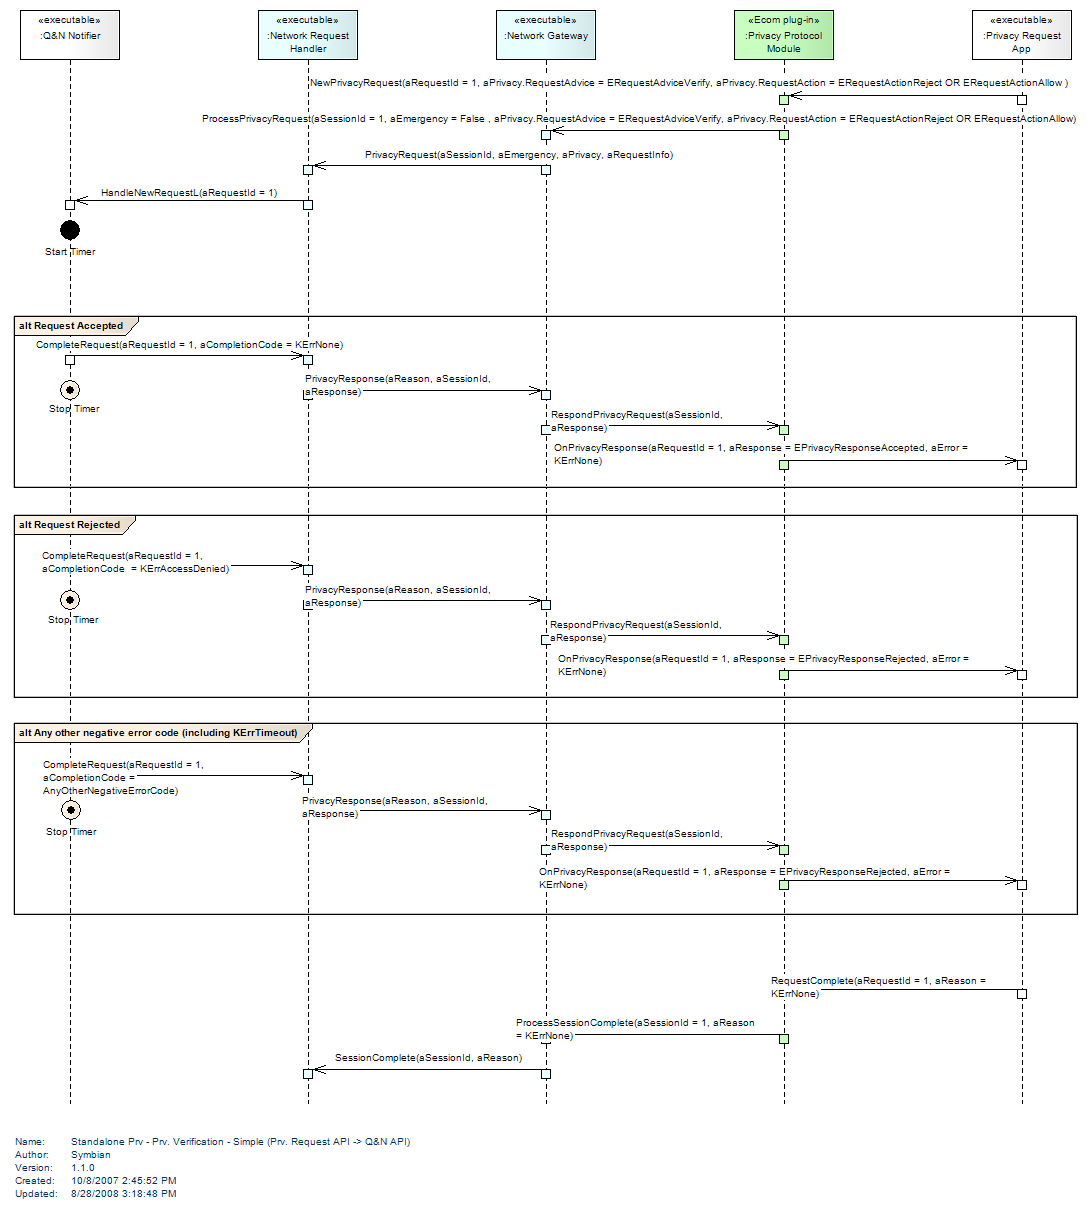 «executable»
:Q&N Notifier
«executable»
:Network Request
Handler
«executable»
:Network Gateway
«Ecom plug-in»
:Privacy Protocol
Module
«executable»
:Privacy Request
App
NewPrivacyRequest(aRequestId = 1, aPrivacy.RequestAdvice = ERequestAdviceVerify, aPrivacy.RequestAction = ERequestActionReject OR ERequestActionAllow )
ProcessPrivacyRequest(aSessionId = 1, aEmergency = False , aPrivacy.RequestAdvice = ERequestAdviceVerify, aPrivacy.RequestAction = ERequestActionReject OR ERequestActionAllow)
PrivacyRequest(aSessionId, aEmergency, aPrivacy, aRequestInfo)
HandleNewRequestL(aRequestId = 1)
Start Timer
alt Request Accepted
CompleteRequest(aRequestId = 1, aCompletionCode = KErrNone)
PrivacyResponse(aReason, aSessionId,
aResponse)
Stop Timer
RespondPrivacyRequest(aSessionId,
aResponse)
OnPrivacyResponse(aRequestId = 1, aResponse = EPrivacyResponseAccepted, aError =
KErrNone)
alt Request Rejected
CompleteRequest(aRequestId = 1,
aCompletionCode  = KErrAccessDenied)
PrivacyResponse(aReason, aSessionId,
aResponse)
Stop Timer
RespondPrivacyRequest(aSessionId,
aResponse)
OnPrivacyResponse(aRequestId = 1, aResponse = EPrivacyResponseRejected, aError =
KErrNone)
alt Any other negative error code (including KErrTimeout)
CompleteRequest(aRequestId = 1,
aCompletionCode =
AnyOtherNegativeErrorCode)
PrivacyResponse(aReason, aSessionId,
aResponse)
Stop Timer
RespondPrivacyRequest(aSessionId,
aResponse)
OnPrivacyResponse(aRequestId = 1, aResponse = EPrivacyResponseRejected, aError =
KErrNone)
RequestComplete(aRequestId = 1, aReason =
KErrNone)
ProcessSessionComplete(aSessionId = 1, aReason
= KErrNone)
SessionComplete(aSessionId, aReason)
Name: Standalone Prv - Prv. Verification - Simple (Prv. Request API -> Q&N API)
Author: Symbian
Version: 1.1.0
Created: 10/8/2007 2:45:52 PM
Updated: 8/28/2008 3:18:48 PM